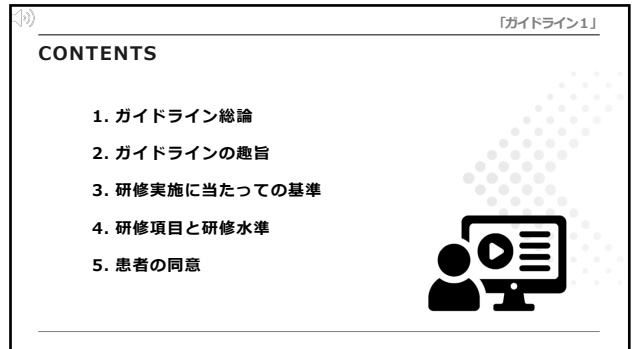 「ガイドライン1」
CONTENTS
1. ガイドライン総論
2. ガイドラインの趣旨
3. 研修実施に当たっての基準
4. 研修項目と研修水準
5. 患者の同意